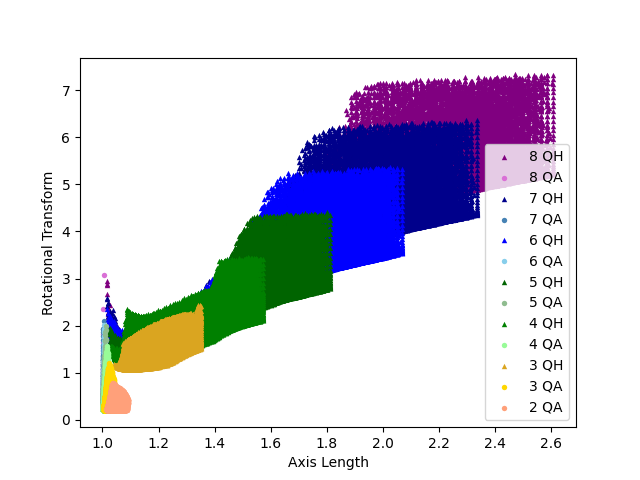 7
6
5
4
3
2
1
0
Rotational Transform
8 QH
8 QA
7 QH
7 QA
6 QH
6 QA
5 QH
5 QA
4 QH
4 QA
3 QH
3 QA
2 QA
1.0 1.2 1.4 1.6 1.8 2.0 2.2 2.4 2.6
Axis Length